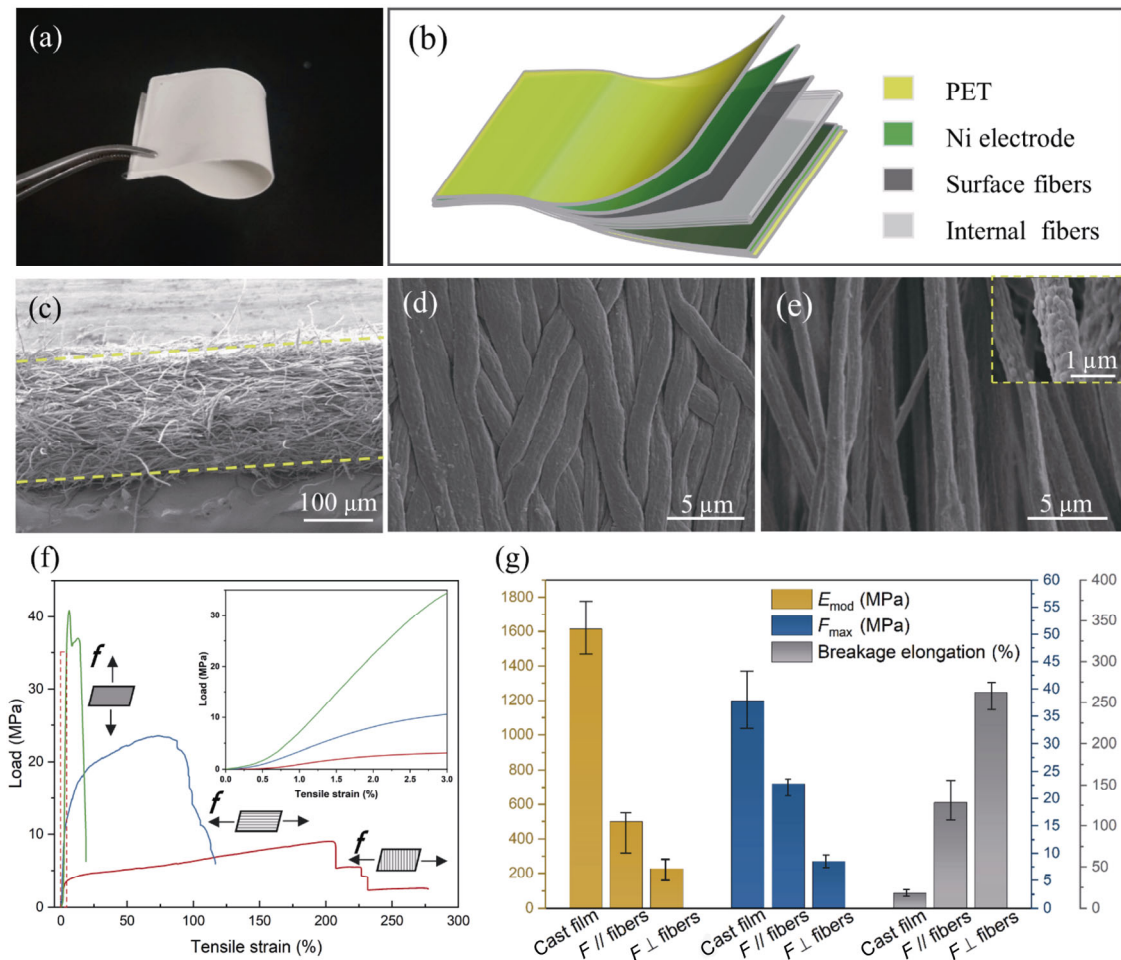 (a)
(b)
PET
Ni electrode
Surface fibers
Internal fibers
(c)
100 μm
(d)
5 μm
(e)
1 μm
5 μm
(f)
Load (MPa)
40
30
20
10
0
0
50
100
150
200
250
300
Tensile strain (%)
f
f
f
Load (MPa)
30
20
10
0
0.0
0.5
1.0
1.5
2.0
2.5
3.0
Tensile strain (%)
(g)
1800
1600
1400
1200
1000
800
600
400
200
0
E mod (MPa)
F max (MPa)
Breakage elongation (%)
60
55
50
45
40
35
30
25
20
15
10
5
0
400
350
300
250
200
150
100
50
0
Cast film
F // fibers
F ⊥ fibers
Cast film
F // fibers
F ⊥ fibers
Cast film
F // fibers
F ⊥ fibers